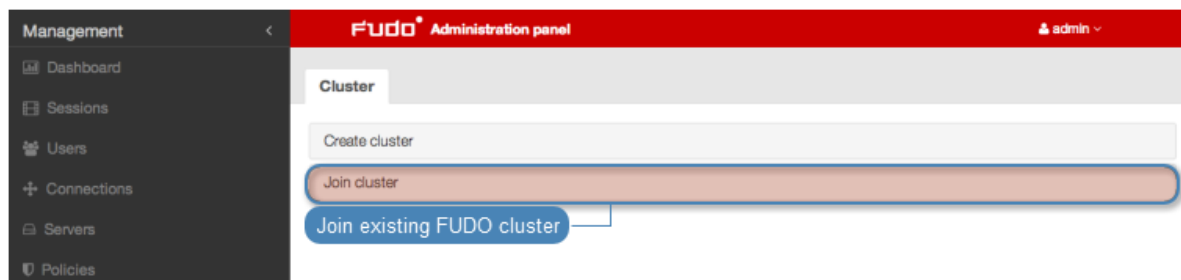 Management
FUDO Administration panel
admin
Dashboard
Cluster
Sessions
Create cluster
Users
Join cluster
Connections
Join existing FUDO cluster
Servers
Policies